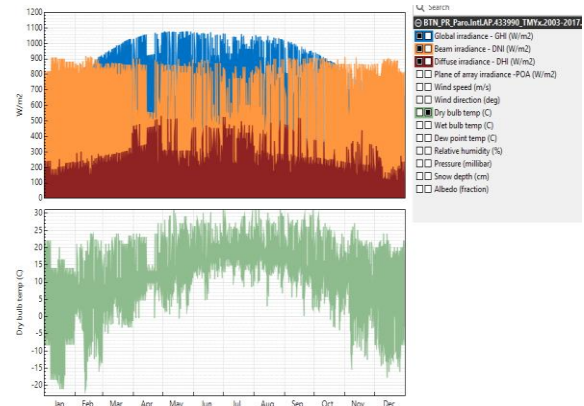 Search
BTN_PR_Paro.Intl.AP.433990_TMYx.2003-2017.
Global irradiance - GHI (W/m2)
Beam irradiance - DNI (W/m2)
Diffuse irradiance - DHI (W/m2)
Plane of array irradiance -POA (W/m2)
Wind speed (m/s)
Wind direction (deg)
Dry bulb temp (C)
Wet bulb temp (C)
Dew point temp (C)
Relative humidity (%)
Pressure (millibar)
Snow depth (cm)
Albedo (fraction)
W/m2
1200
1100
1000
900
800
700
600
500
400
300
200
100
0
Dry bulb temp (C)
30
25
20
15
10
5
0
-5
-10
-15
-20
Jan Feb Mar Apr May Jun Jul Aug Sep Oct Nov Dec